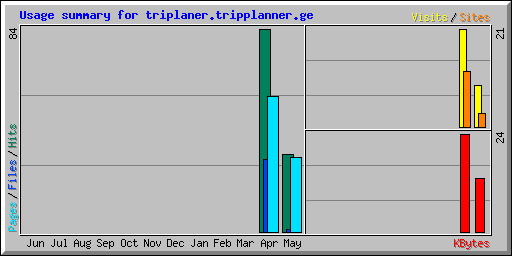 Usage summary for triplaner.tripplanner.ge
Visits / Sites
84
21
Pages / Files / Hits
24
Jun Jul Aug Sep Oct Nov Dec Jan Feb Mar Apr May
KBytes